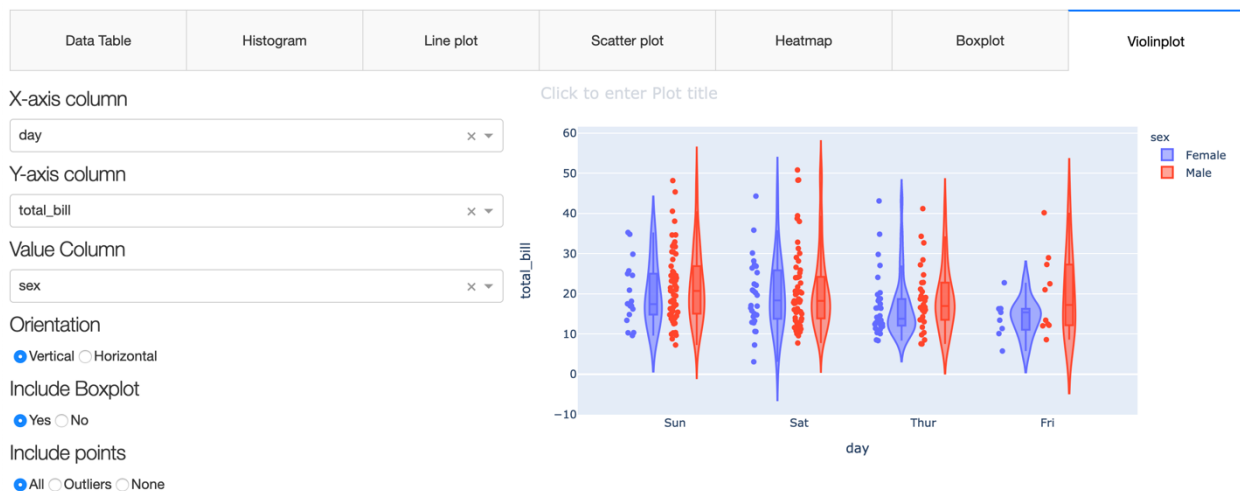 Data Table Histogram Line plot Scatter plot Heatmap Boxplot Violinplot
X-axis column
day
Y-axis column
total_bill
Value Column
sex
Orientation
Vertical Horizontal
Include Boxplot
Yes No
Include points
All Outliers None
Click to enter Plot title
60
50
40
30
20
10
0
−10
total_bill
Sun Sat Thur Fri
day
sex
Female
Male